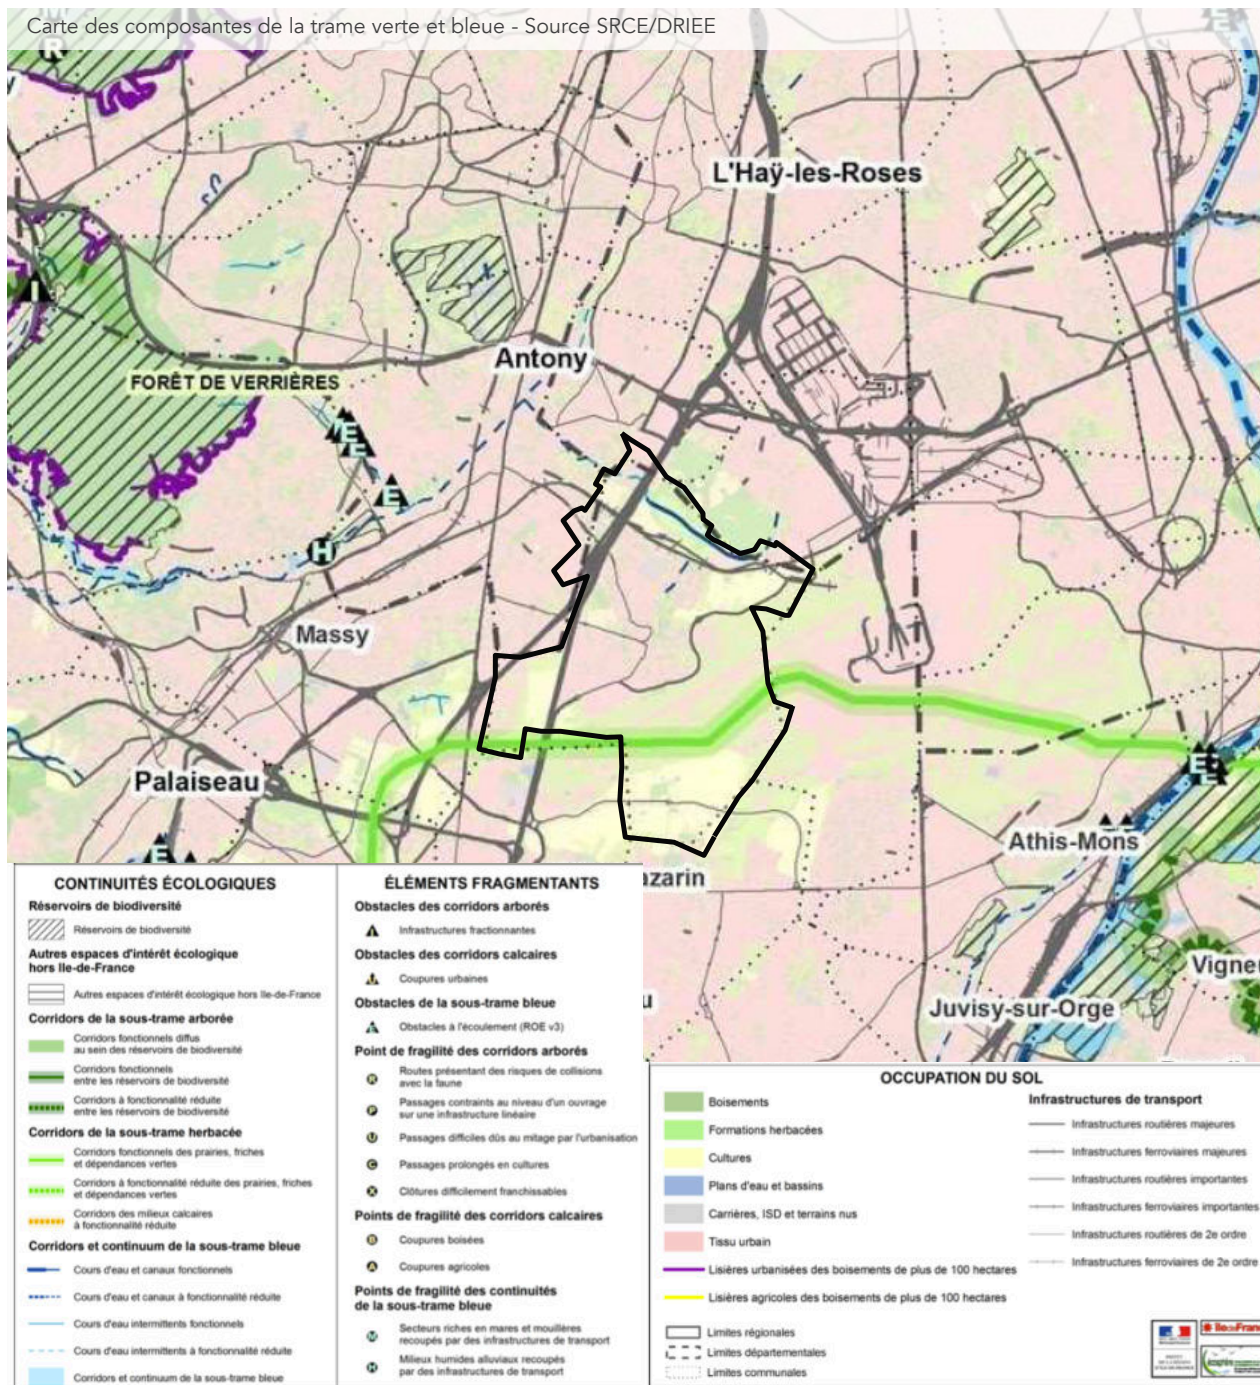 Carte des composantes de la trame verte et bleue - Source SRCE/DRIEE
R
L'Haÿ-les-Roses
I
Antony
FORÊT DE VERRIÈRES
E
E
E
H
Massy
Palaiseau
E
E
E
Athis-Mons
azarin
Vigneu
Juvisy-sur-Orge
u
CONTINUITÉS ÉCOLOGIQUES
Réservoirs de biodiversité
Réservoirs de biodiversité
Autres espaces d'intérêt écologique
hors Ile-de-France
Autres espaces d'intérêt écologique hors Ile-de-France
Corridors de la sous-trame arborée
Corridors fonctionnels diffus
au sein des réservoirs de biodiversité
Corridors fonctionnels
entre les réservoirs de biodiversité
Corridors à fonctionnalité réduite
entre les réservoirs de biodiversité
Corridors de la sous-trame herbacée
Corridors fonctionnels des prairies, friches
et dépendances vertes
Corridors à fonctionnalité réduite des prairies, friches
et dépendances vertes
Corridors des milieux calcaires
à fonctionnalité réduite
Corridors et continuum de la sous-trame bleue
Cours d'eau et canaux fonctionnels
Cours d'eau et canaux à fonctionnalité réduite
Cours d'eau intermittents fonctionnels
Cours d'eau intermittents à fonctionnalité réduite
Corridors et continuum de la sous-trame bleue
ÉLÉMENTS FRAGMENTANTS
Obstacles des corridors arborés
Infrastructures fractionnantes
Obstacles des corridors calcaires
Coupures urbaines
Obstacles de la sous-trame bleue
Obstacles à l'écoulement (ROE v3)
Point de fragilité des corridors arborés
R Routes présentant des risques de collisions
avec la faune
P Passages contraints au niveau d'un ouvrage
sur une infrastructure linéaire
U Passages difficiles dûs au mitage par l'urbanisation
C Passages prolongés en cultures
X Clôtures difficilement franchissables
Points de fragilité des corridors calcaires
B Coupures boisées
A Coupures agricoles
Points de fragilité des continuités
de la sous-trame bleue
M Secteurs riches en mares et mouillères
recoupés par des infrastructures de transport
H Milieux humides alluviaux recoupés
par des infrastructures de transport
OCCUPATION DU SOL
Boisements
Formations herbacées
Cultures
Plans d'eau et bassins
Carrières, ISD et terrains nus
Tissu urbain
Lisières urbanisées des boisements de plus de 100 hectares
Lisières agricoles des boisements de plus de 100 hectares
Limites régionales
Limites départementales
Limites communales
Infrastructures de transport
Infrastructures routières majeures
Infrastructures ferroviaires majeures
Infrastructures routières importantes
Infrastructures ferroviaires importantes
Infrastructures routières de 2e ordre
Infrastructures ferroviaires de 2e ordre